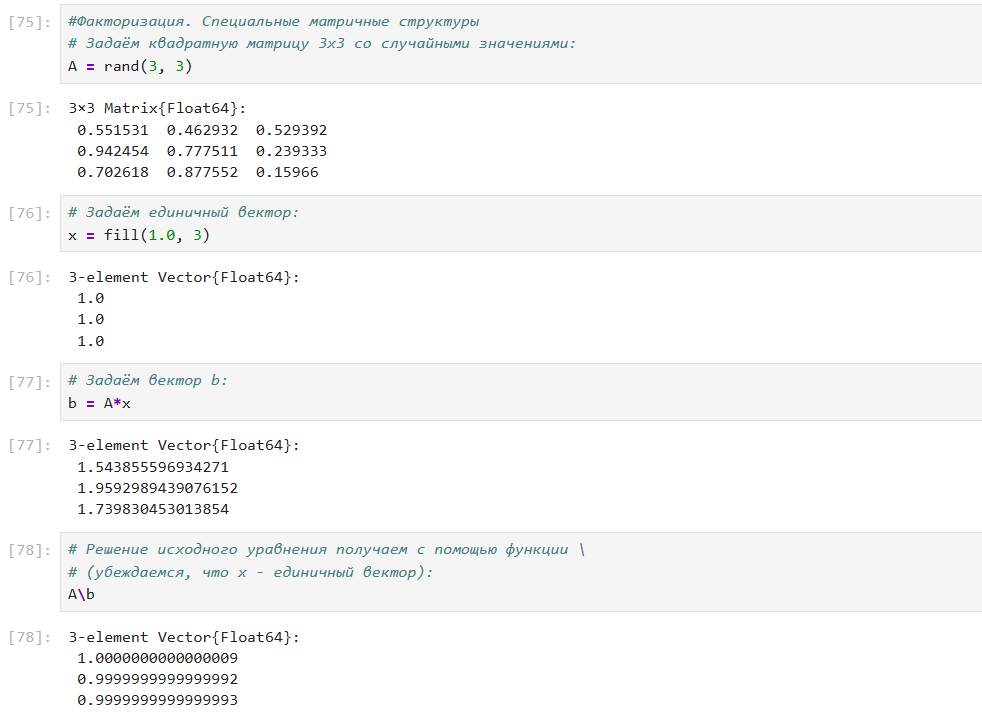 [75]: #Факторизация. Специальные матричные структуры
# Задаём квадратную матрицу 3x3 со случайными значениями:
A = rand(3, 3)
[75]: 3×3 Matrix{Float64}:
0.551531 0.462932 0.529392
0.942454 0.777511 0.239333
0.702618 0.877552 0.15966
[76]: # Задаём единичный вектор:
x = fill(1.0, 3)
[76]: 3-element Vector{Float64}:
1.0
1.0
1.0
[77]: # Задаём вектор b:
b = A*x
[77]: 3-element Vector{Float64}:
1.543855596934271
1.9592989439076152
1.739830453013854
[78]: # Решение исходного уравнения получаем с помощью функции \
# (убеждаемся, что x - единичный вектор):
A\b
[78]: 3-element Vector{Float64}:
1.0000000000000009
0.9999999999999992
0.9999999999999993